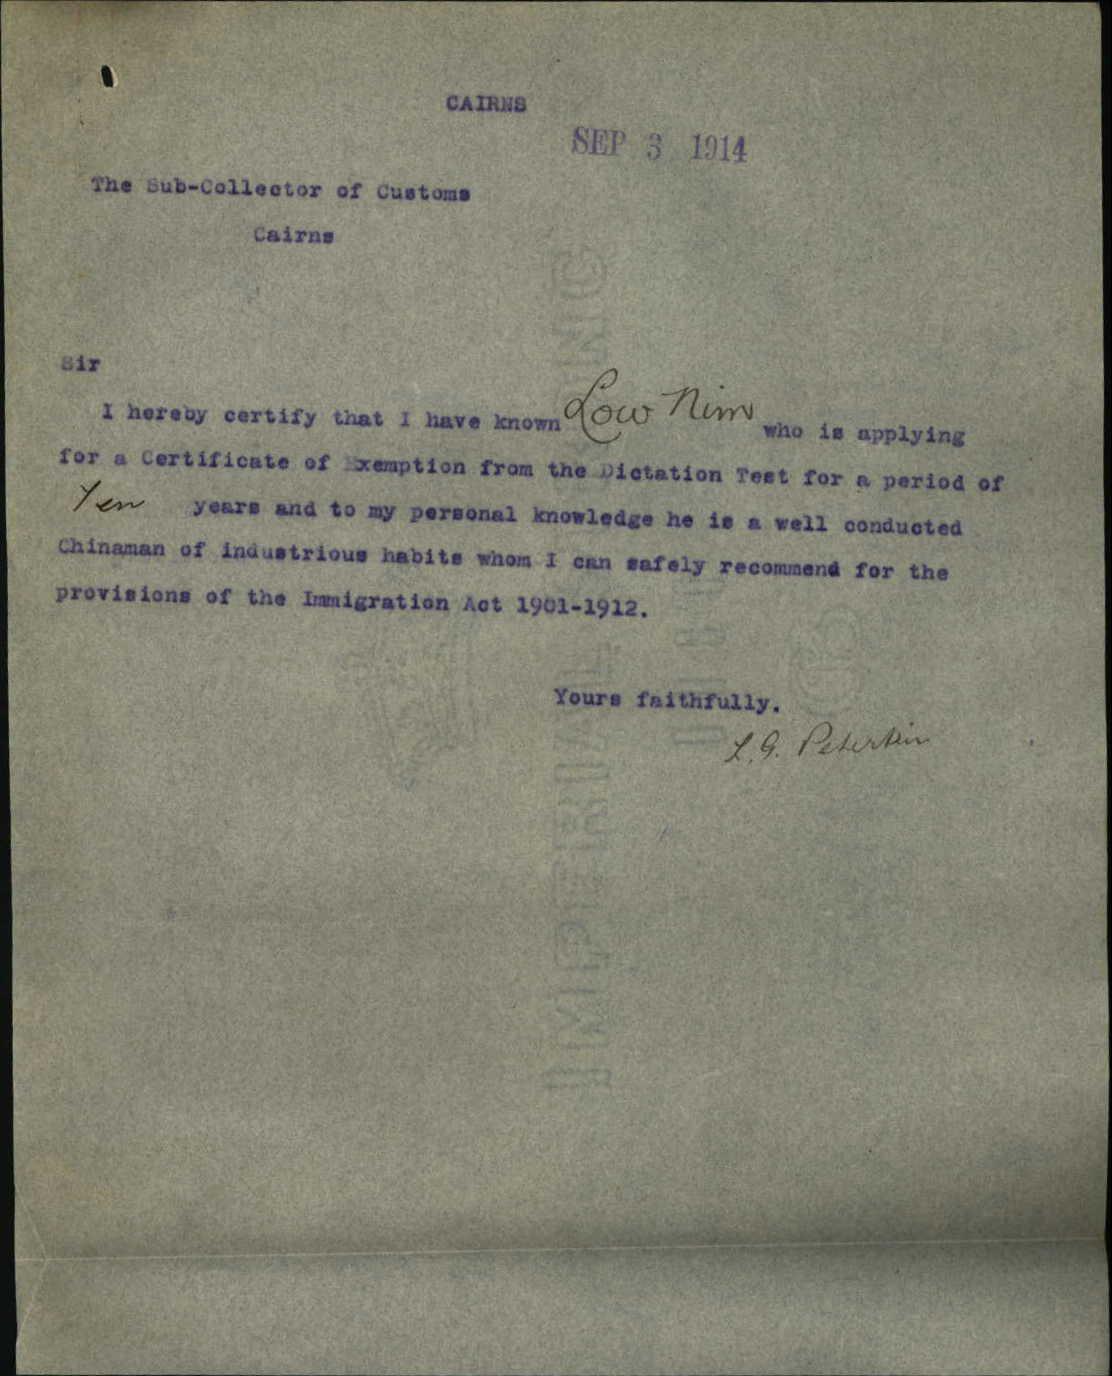 CAIRNS
SEP 3 1914
The Sub-Collector of Customs
Cairns
Sir
I hereby certify that I have known Low Nim who is applying
for a Certificate of Exemption from the Dictation Test for a period of
Ten years and to my personal knowledge he is a well conducted
Chinaman of industrious habits whom I can safely recommend for the
provisions of the Immigration Act 1901-1912.
Yours faithfully.
L.G. Peterkin